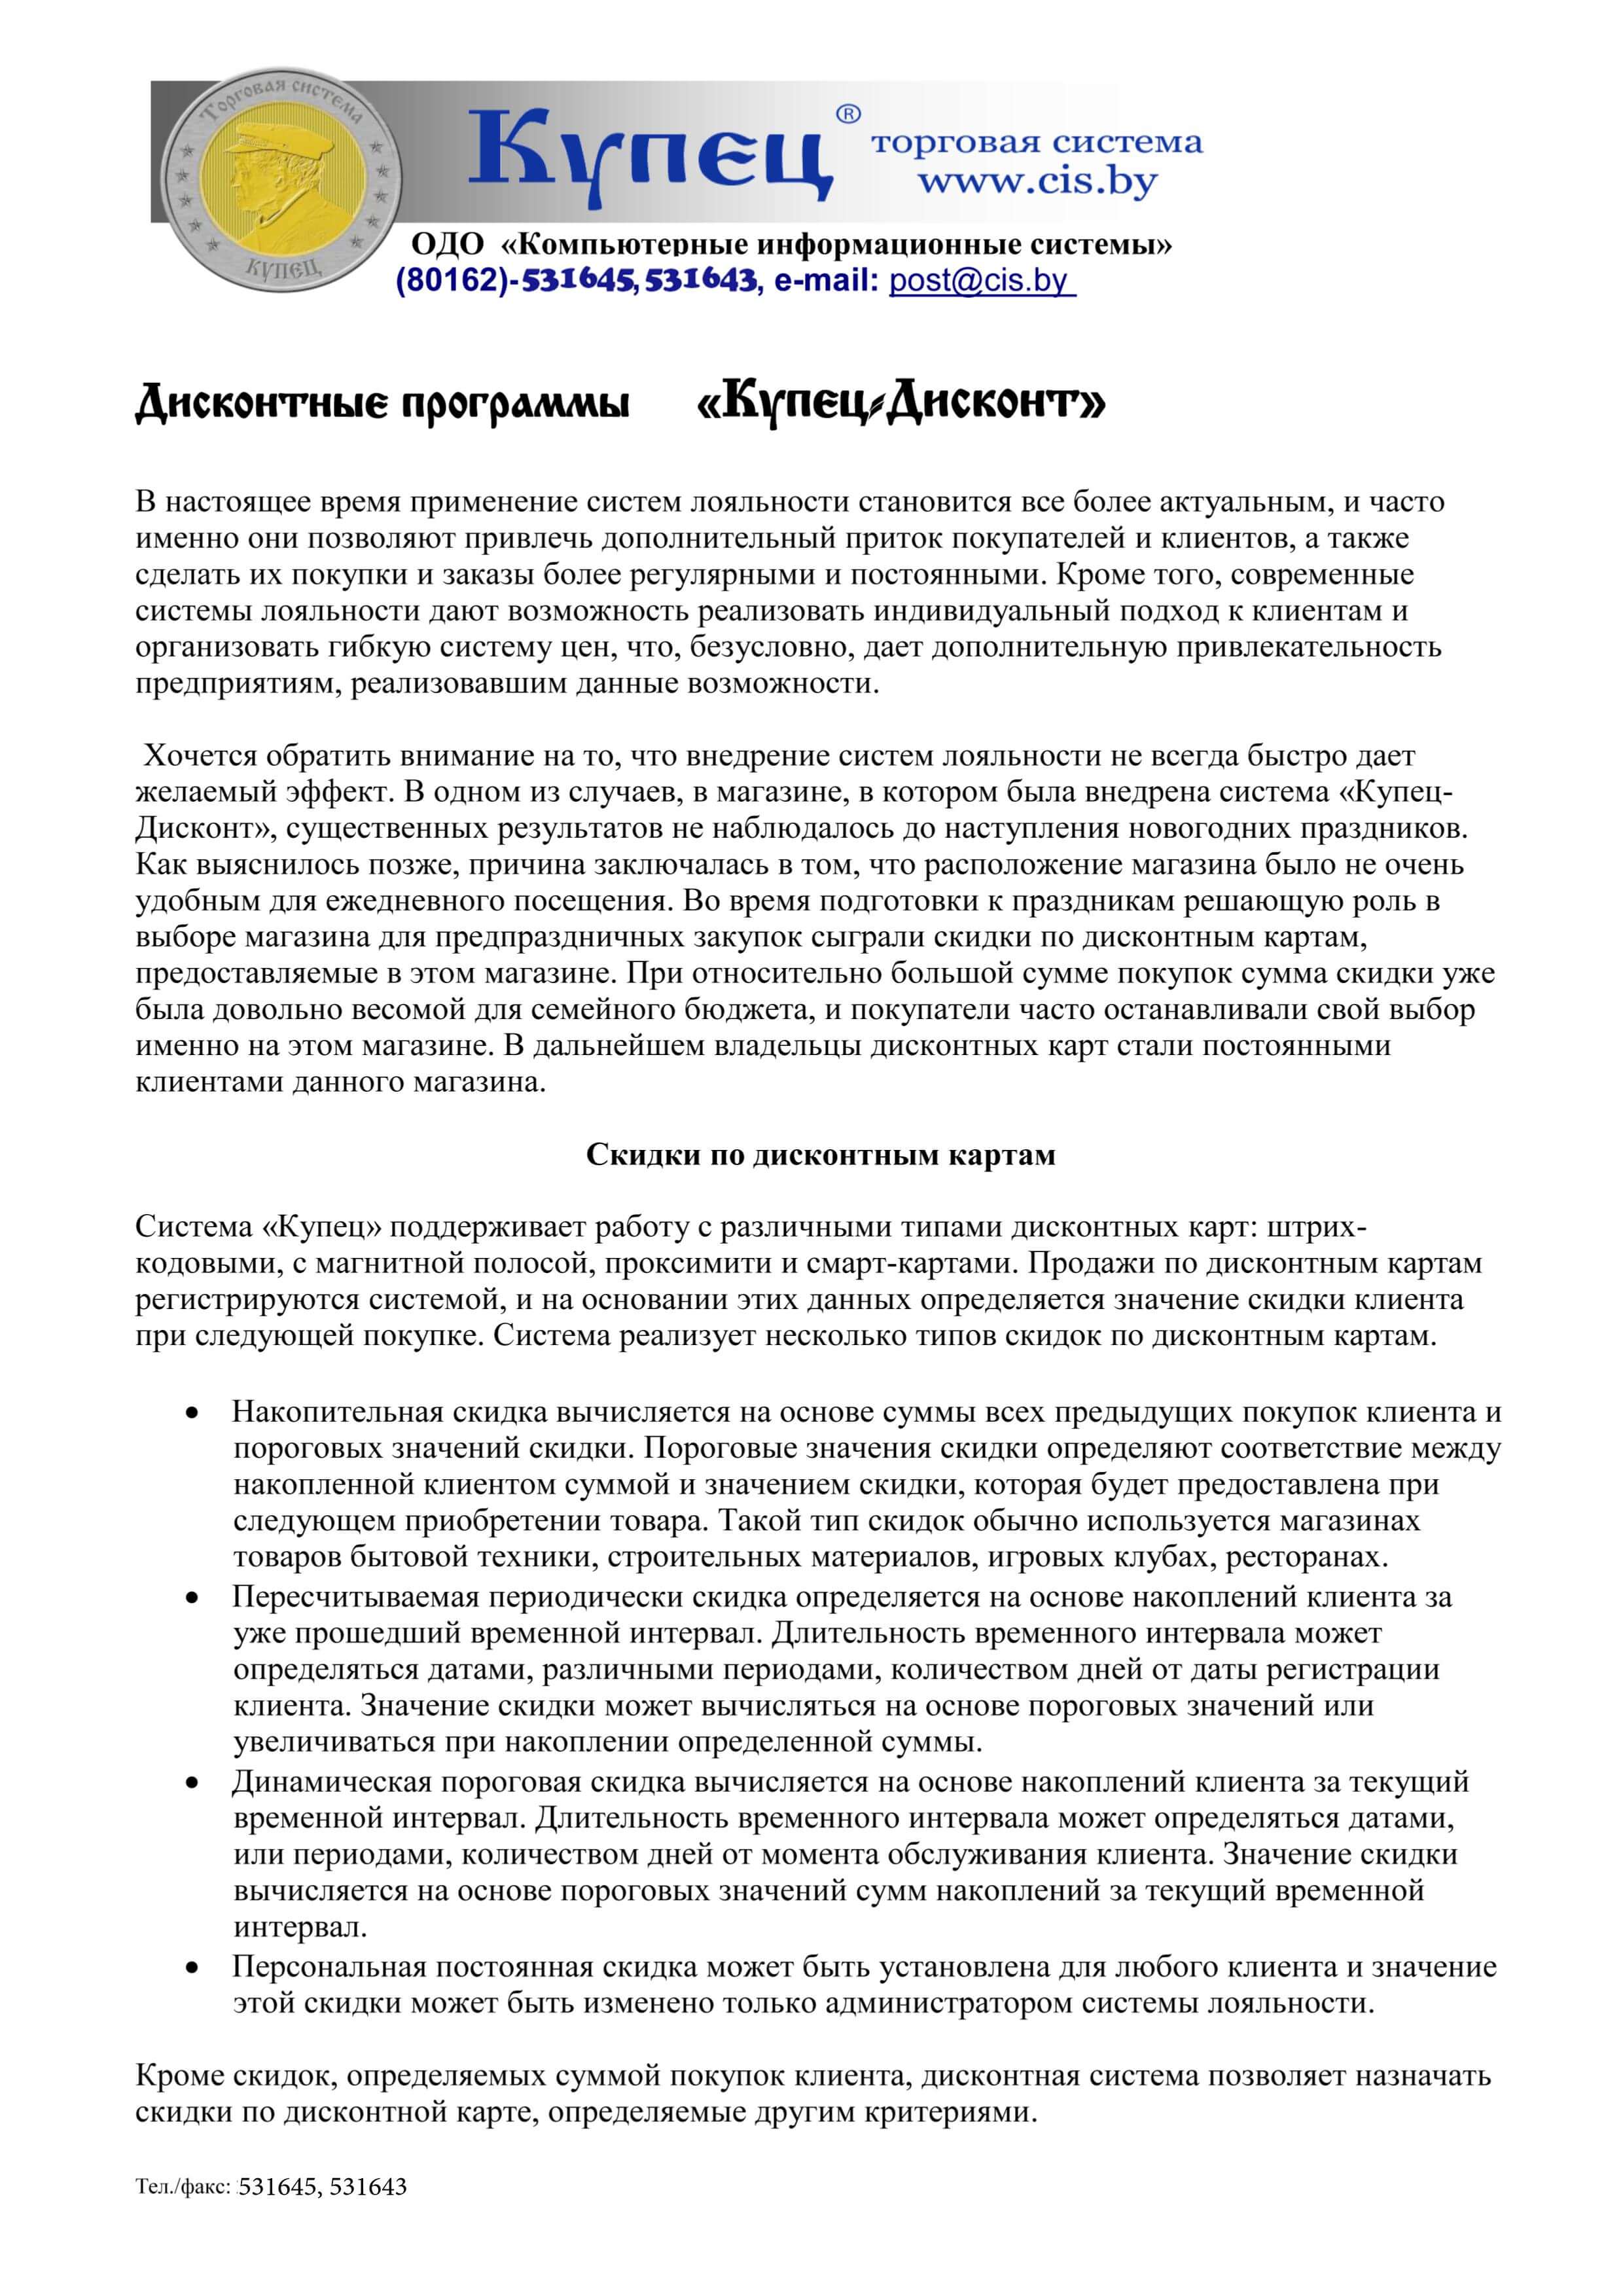 Торговая система
КУПЕЦ
Купец®
торговая система
www.cis.by
ОДО «Компьютерные информационные системы»
(80162)-531645, 531643, e-mail: post@cis.by
Дисконтные программы «Купец-Дисконт»
В настоящее время применение систем лояльности становится все более актуальным, и часто
именно они позволяют привлечь дополнительный приток покупателей и клиентов, а также
сделать их покупки и заказы более регулярными и постоянными. Кроме того, современные
системы лояльности дают возможность реализовать индивидуальный подход к клиентам и
организовать гибкую систему цен, что, безусловно, дает дополнительную привлекательность
предприятиям, реализовавшим данные возможности.
Хочется обратить внимание на то, что внедрение систем лояльности не всегда быстро дает
желаемый эффект. В одном из случаев, в магазине, в котором была внедрена система «Купец-
Дисконт», существенных результатов не наблюдалось до наступления новогодних праздников.
Как выяснилось позже, причина заключалась в том, что расположение магазина было не очень
удобным для ежедневного посещения. Во время подготовки к праздникам решающую роль в
выборе магазина для предпраздничных закупок сыграли скидки по дисконтным картам,
предоставляемые в этом магазине. При относительно большой сумме покупок сумма скидки уже
была довольно весомой для семейного бюджета, и покупатели часто останавливали свой выбор
именно на этом магазине. В дальнейшем владельцы дисконтных карт стали постоянными
клиентами данного магазина.
Скидки по дисконтным картам
Система «Купец» поддерживает работу с различными типами дисконтных карт: штрих-
кодовыми, с магнитной полосой, проксимити и смарт-картами. Продажи по дисконтным картам
регистрируются системой, и на основании этих данных определяется значение скидки клиента
при следующей покупке. Система реализует несколько типов скидок по дисконтным картам.
• Накопительная скидка вычисляется на основе суммы всех предыдущих покупок клиента и
пороговых значений скидки. Пороговые значения скидки определяют соответствие между
накопленной клиентом суммой и значением скидки, которая будет предоставлена при
следующем приобретении товара. Такой тип скидок обычно используется магазинах
товаров бытовой техники, строительных материалов, игровых клубах, ресторанах.
• Пересчитываемая периодически скидка определяется на основе накоплений клиента за
уже прошедший временной интервал. Длительность временного интервала может
определяться датами, различными периодами, количеством дней от даты регистрации
клиента. Значение скидки может вычисляться на основе пороговых значений или
увеличиваться при накоплении определенной суммы.
• Динамическая пороговая скидка вычисляется на основе накоплений клиента за текущий
временной интервал. Длительность временного интервала может определяться датами,
или периодами, количеством дней от момента обслуживания клиента. Значение скидки
вычисляется на основе пороговых значений сумм накоплений за текущий временной
интервал.
• Персональная постоянная скидка может быть установлена для любого клиента и значение
этой скидки может быть изменено только администратором системы лояльности.
Кроме скидок, определяемых суммой покупок клиента, дисконтная система позволяет назначать
скидки по дисконтной карте, определяемые другим критериями.
Тел./факс: 531645, 531643